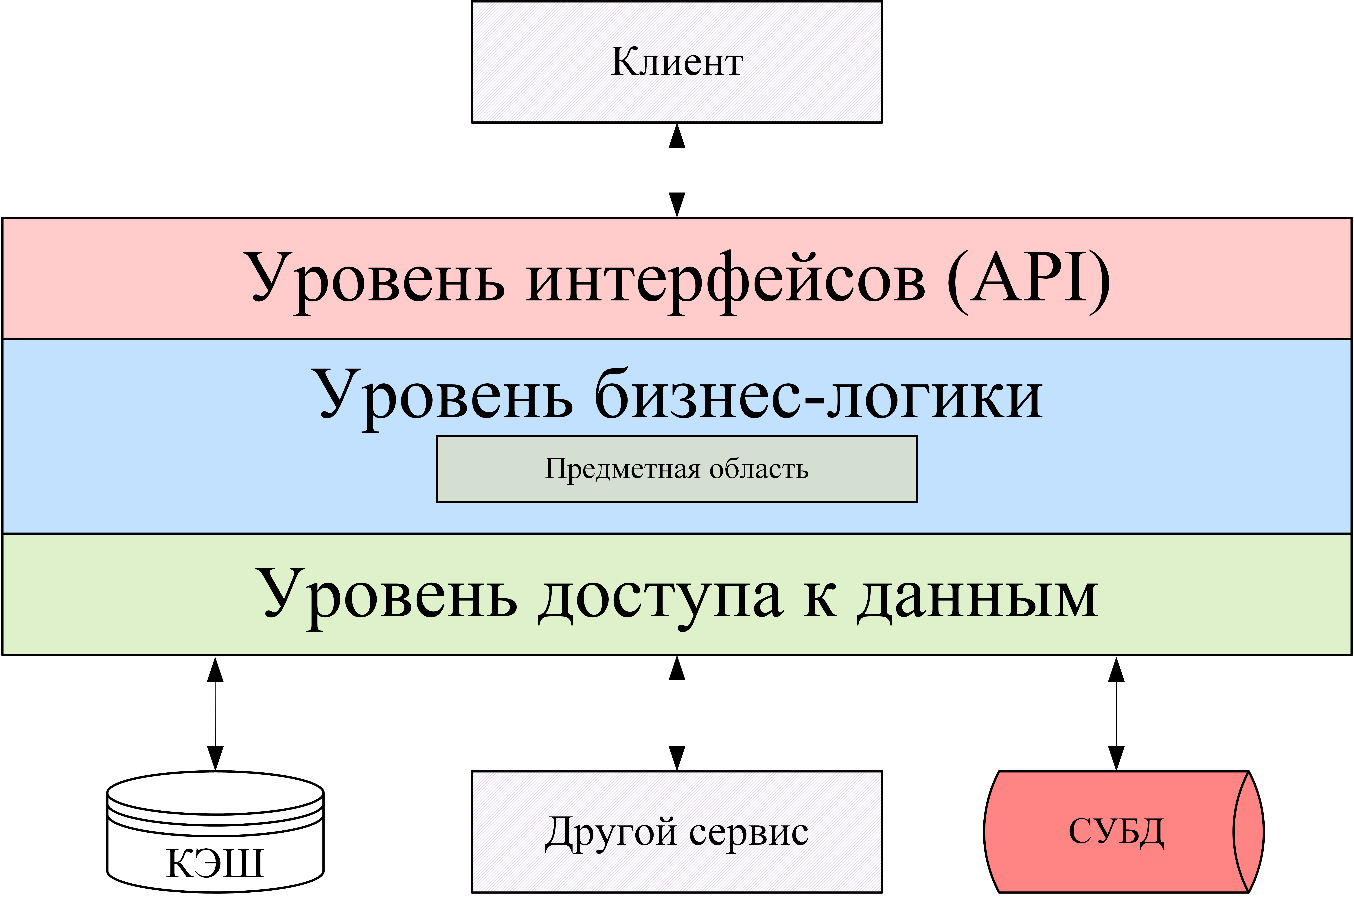 Клиент
Уровень интерфейсов (API)
Уровень бизнес-логики
Предметная область
Уровень доступа к данным
КЭШ
Другой сервис
СУБД